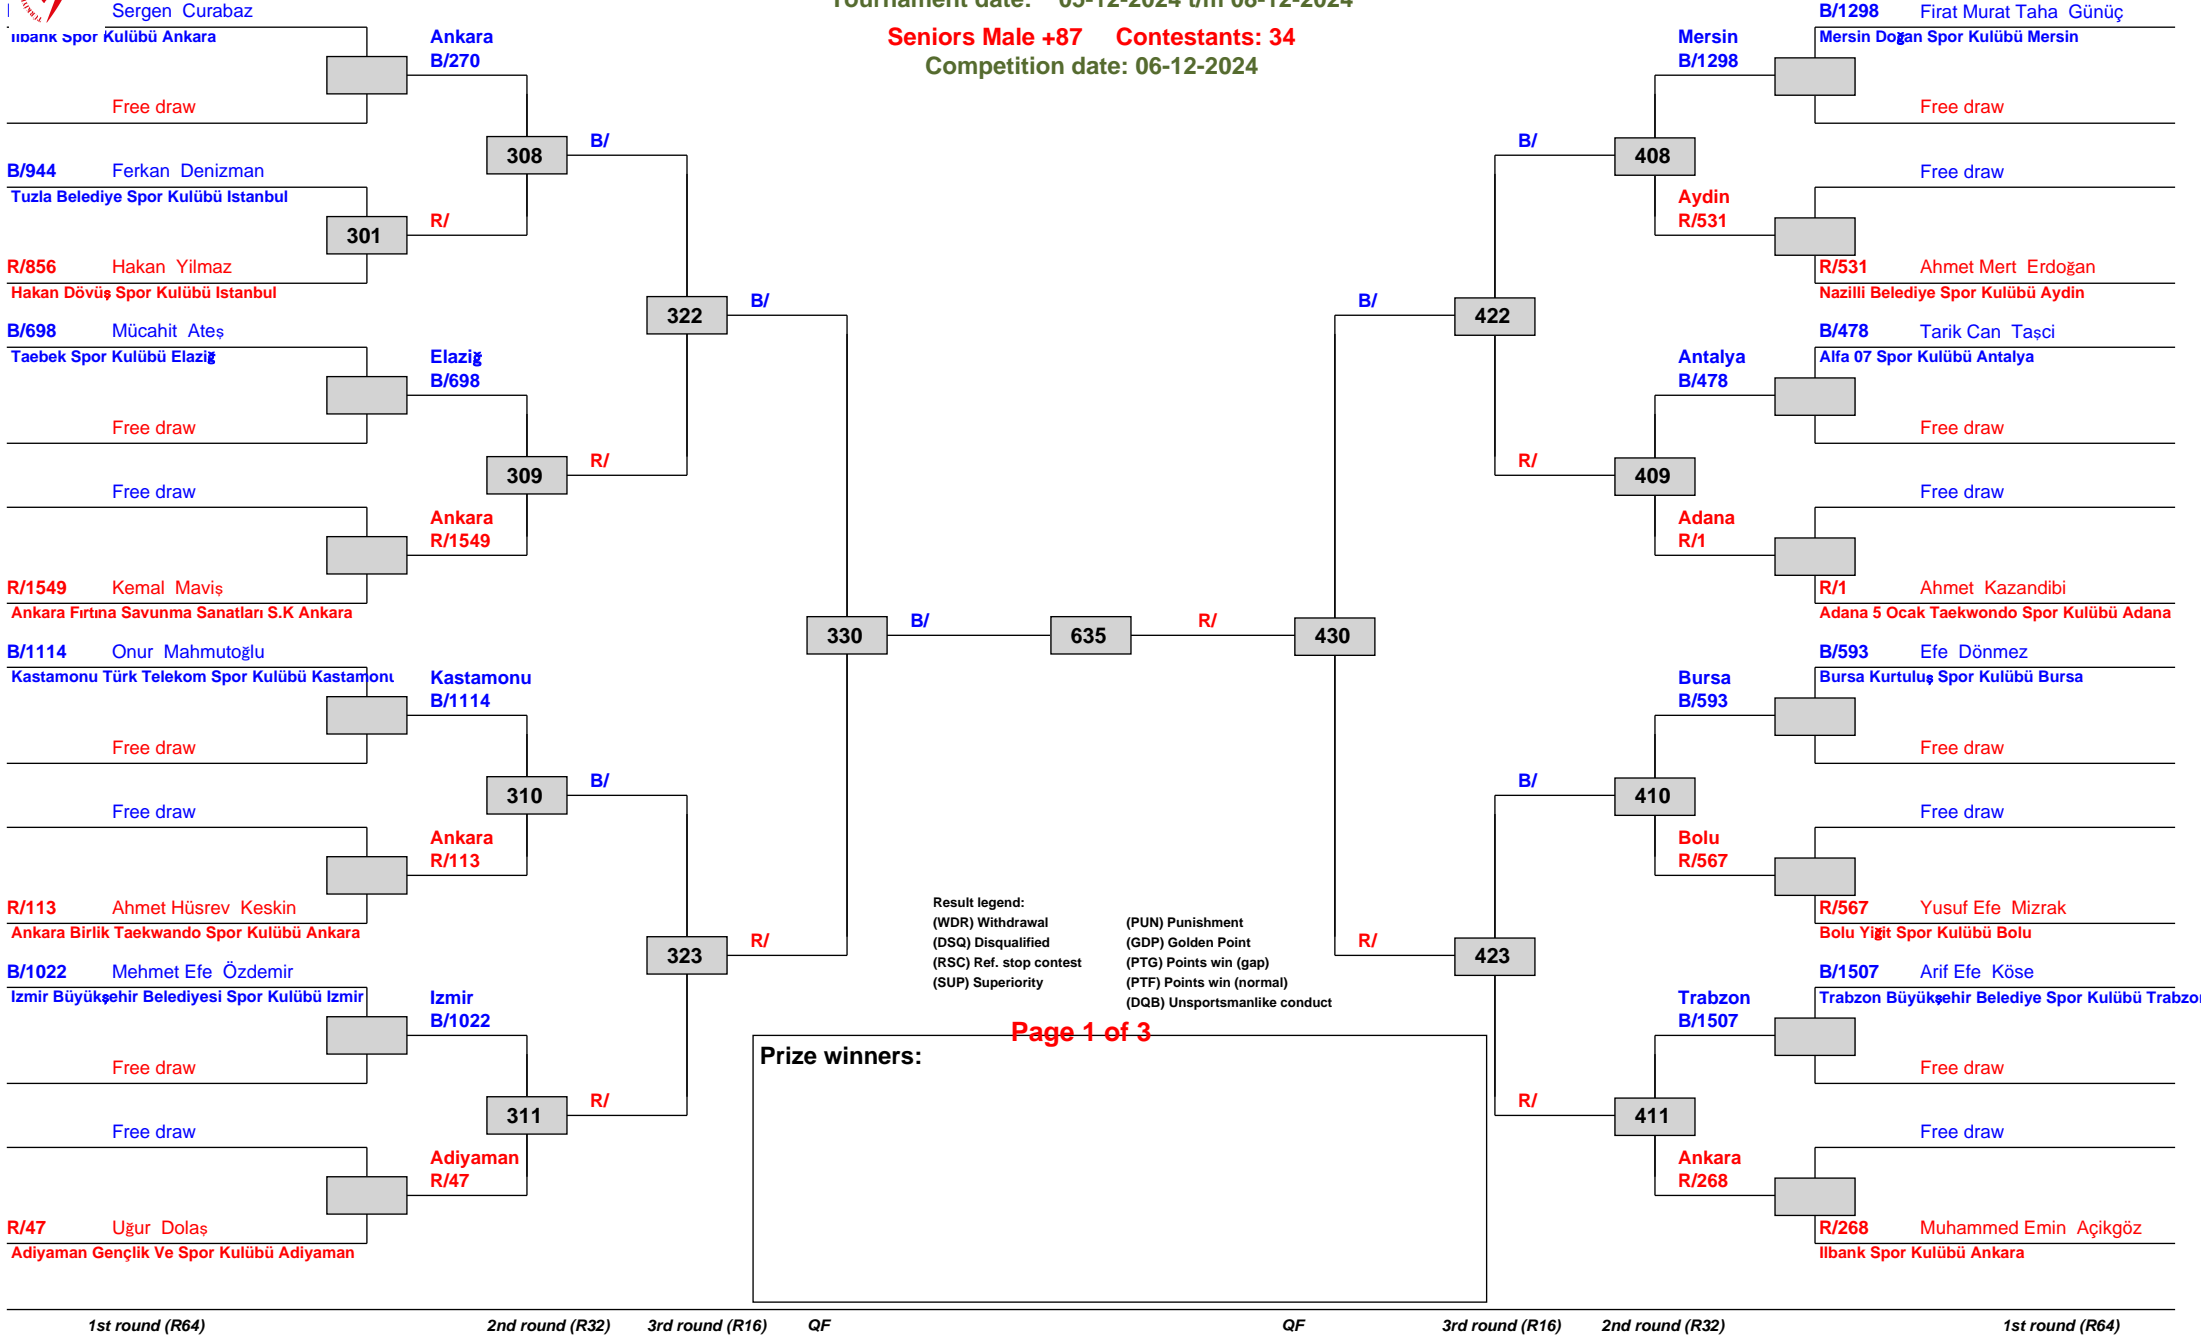 Tournament date: 05-12-2024 t/m 08-12-2024
Seniors Male +87 Contestants: 34
Competition date: 06-12-2024
Sergen Curabaz
Ilbank Spor Kulübü Ankara
Free draw
Ankara
B/270
B/944 Ferkan Denizman
Tuzla Belediye Spor Kulübü Istanbul
301
R/
R/856 Hakan Yilmaz
Hakan Dövüş Spor Kulübü Istanbul
308
B/
B/698 Mücahit Ateş
Taebek Spor Kulübü Elaziğ
Free draw
Elaziğ
B/698
Free draw
R/1549 Kemal Maviş
Ankara Fırtına Savunma Sanatları S.K Ankara
Ankara
R/1549
309
R/
322
B/
B/1114 Onur Mahmutoğlu
Kastamonu Türk Telekom Spor Kulübü Kastamonu
Free draw
Kastamonu
B/1114
Free draw
R/113 Ahmet Hüsrev Keskin
Ankara Birlik Taekwando Spor Kulübü Ankara
Ankara
R/113
310
B/
B/1022 Mehmet Efe Özdemir
Izmir Büyükşehir Belediyesi Spor Kulübü Izmir
Free draw
Izmir
B/1022
Free draw
R/47 Uğur Dolaş
Adiyaman Gençlik Ve Spor Kulübü Adiyaman
Adiyaman
R/47
311
R/
323
R/
330
B/
635
R/
430
B/
R/
422
B/
R/
423
B/
R/
408
Mersin
B/1298
B/1298 Firat Murat Taha Günüç
Mersin Doğan Spor Kulübü Mersin
Free draw
Free draw
Aydin
R/531
R/531 Ahmet Mert Erdoğan
Nazilli Belediye Spor Kulübü Aydin
409
Antalya
B/478
B/478 Tarik Can Taşci
Alfa 07 Spor Kulübü Antalya
Free draw
Free draw
Adana
R/1
R/1 Ahmet Kazandibi
Adana 5 Ocak Taekwondo Spor Kulübü Adana
410
Bursa
B/593
B/593 Efe Dönmez
Bursa Kurtuluş Spor Kulübü Bursa
Free draw
Free draw
Bolu
R/567
R/567 Yusuf Efe Mizrak
Bolu Yiğit Spor Kulübü Bolu
411
Trabzon
B/1507
B/1507 Arif Efe Köse
Trabzon Büyükşehir Belediye Spor Kulübü Trabzon
Free draw
Free draw
Ankara
R/268
R/268 Muhammed Emin Açikgöz
Ilbank Spor Kulübü Ankara
Result legend:
(WDR) Withdrawal (PUN) Punishment
(DSQ) Disqualified (GDP) Golden Point
(RSC) Ref. stop contest (PTG) Points win (gap)
(SUP) Superiority (PTF) Points win (normal)
(DQB) Unsportsmanlike conduct
Page 1 of 3
Prize winners:
1st round (R64) 2nd round (R32) 3rd round (R16) QF QF 3rd round (R16) 2nd round (R32) 1st round (R64)